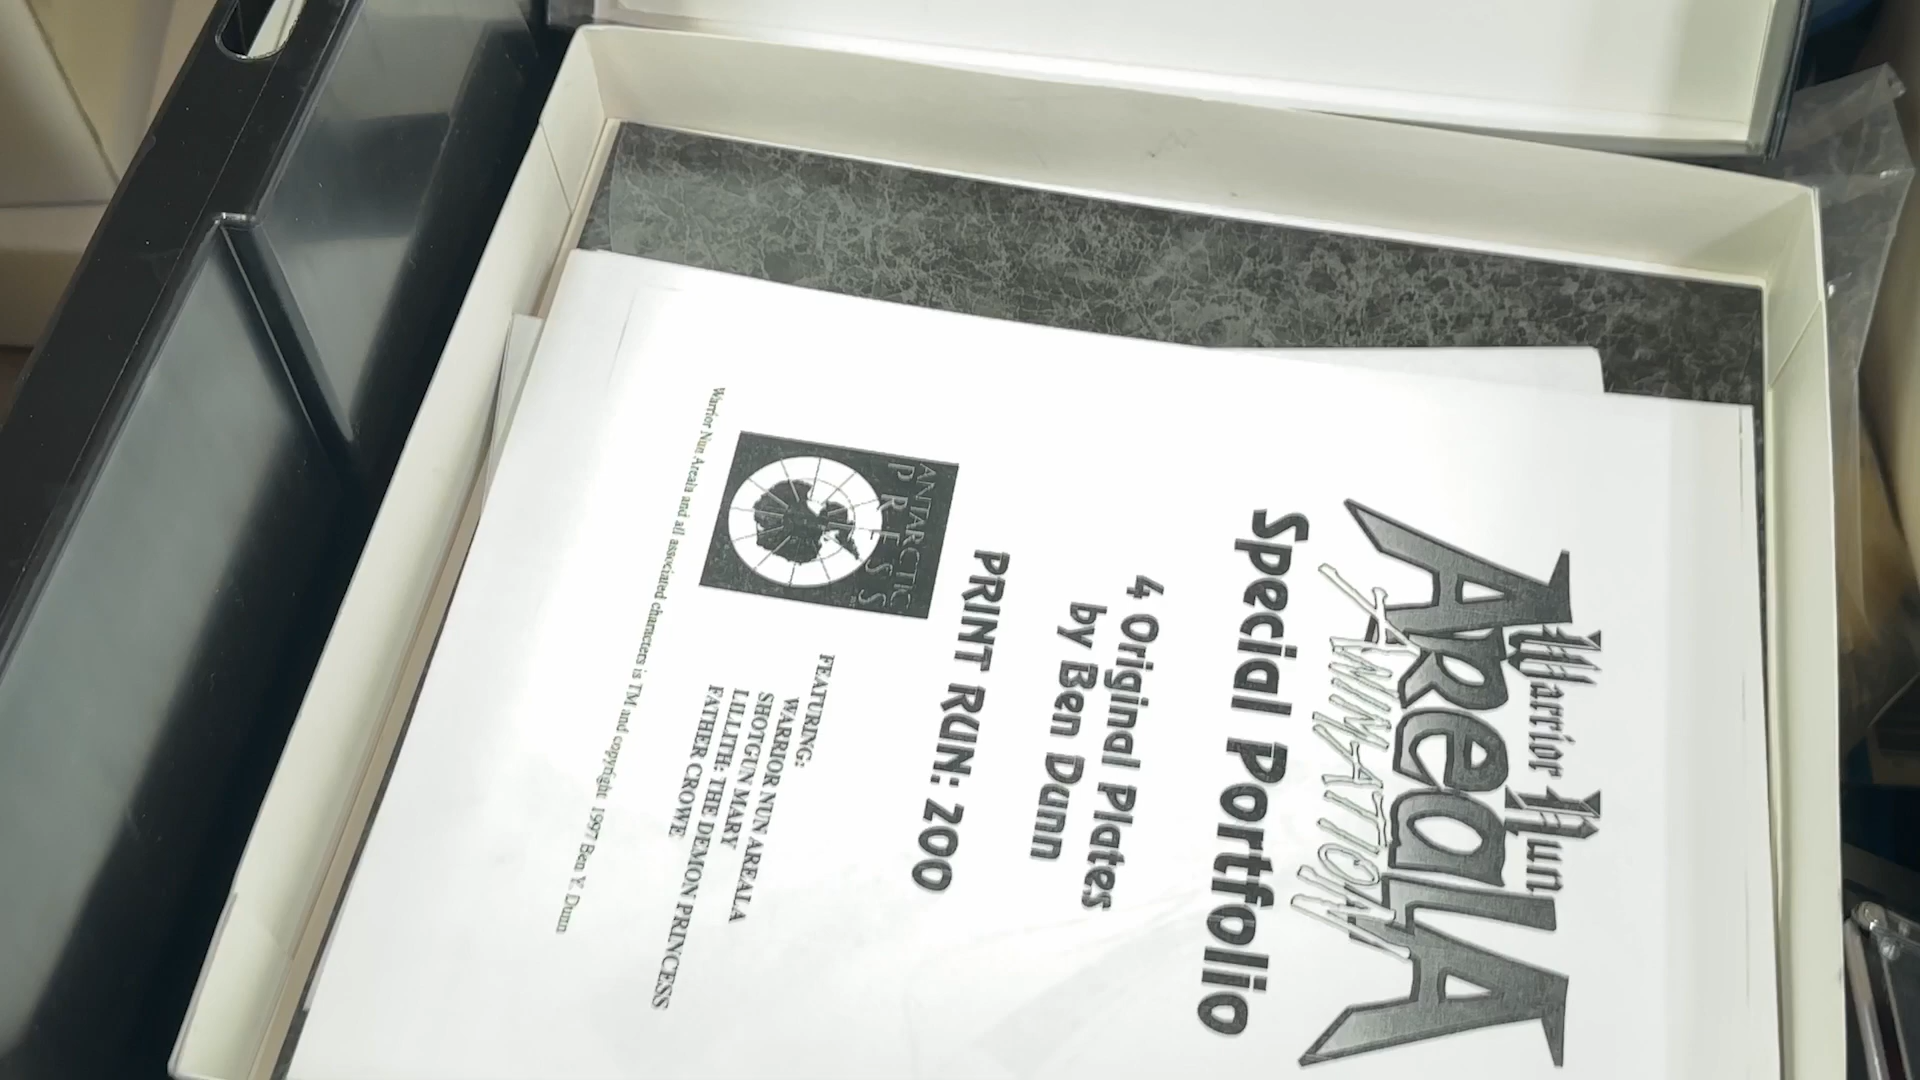 Warrior Nun
AReaLA
ANIMATION
Special Portfolio
4 Original Plates
by Ben Dunn
PRINT RUN: 200
ANTARCTIC
PRESS
FEATURING:
WARRIOR NUN AREALA
SHOTGUN MARY
LILLITH: THE DEMON PRINCESS
FATHER CROWE
Warrior Nun Areala and all associated characters is TM and copyright 1997 Ben Y. Dunn